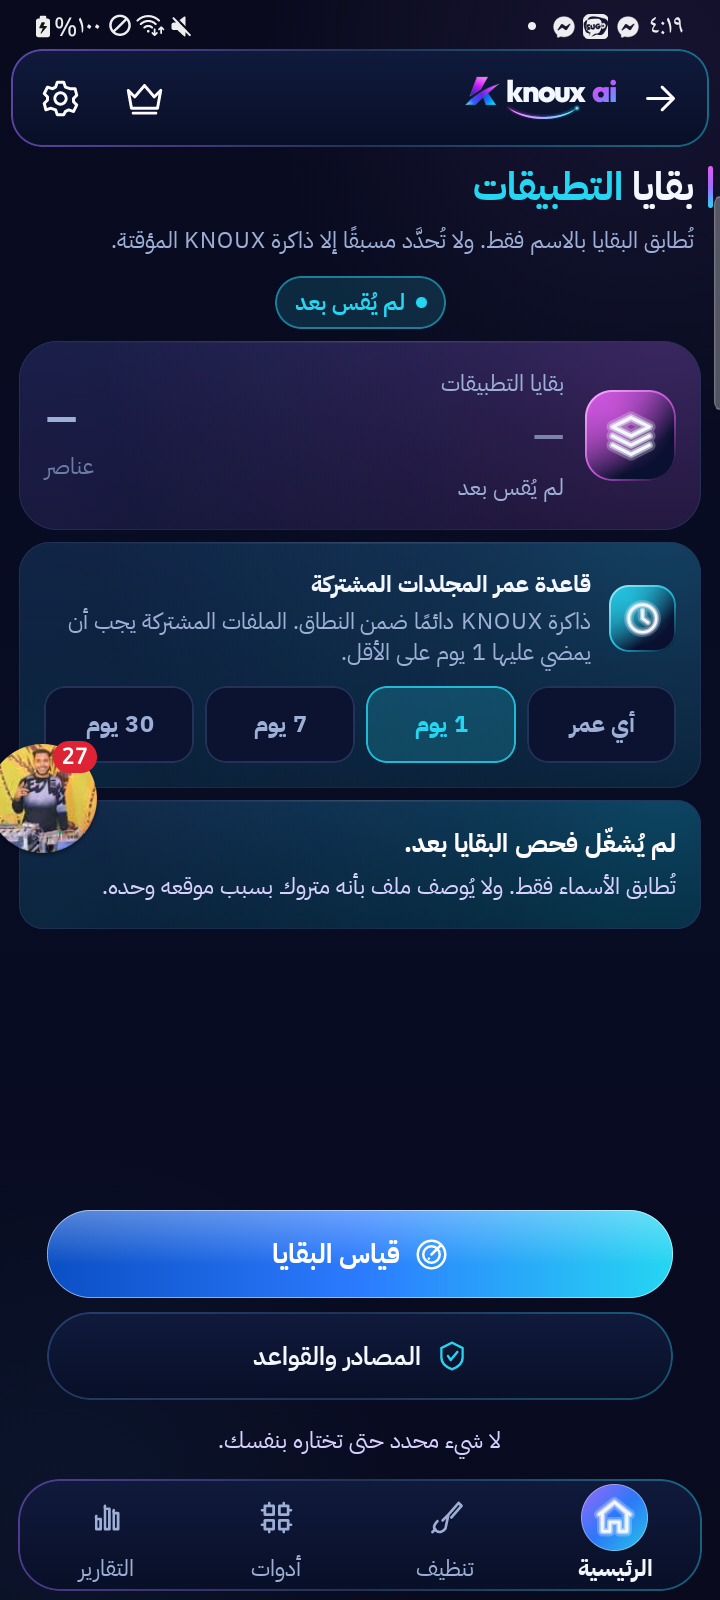 ٤:١٩
%١٠٠
knoux ai
بقايا التطبيقات
تُطابق البقايا بالاسم فقط. ولا تُحدَّد مسبقًا إلا ذاكرة KNOUX المؤقتة.
لم يُقس بعد
بقايا التطبيقات
—
لم يُقس بعد
—
عناصر
قاعدة عمر المجلدات المشتركة
ذاكرة KNOUX دائمًا ضمن النطاق. الملفات المشتركة يجب أن
يمضي عليها 1 يوم على الأقل.
أي عمر
1 يوم
7 يوم
30 يوم
27
لم يُشغّل فحص البقايا بعد.
تُطابق الأسماء فقط. ولا يُوصف ملف بأنه متروك بسبب موقعه وحده.
قياس البقايا
المصادر والقواعد
لا شيء محدد حتى تختاره بنفسك.
الرئيسية
تنظيف
أدوات
التقارير